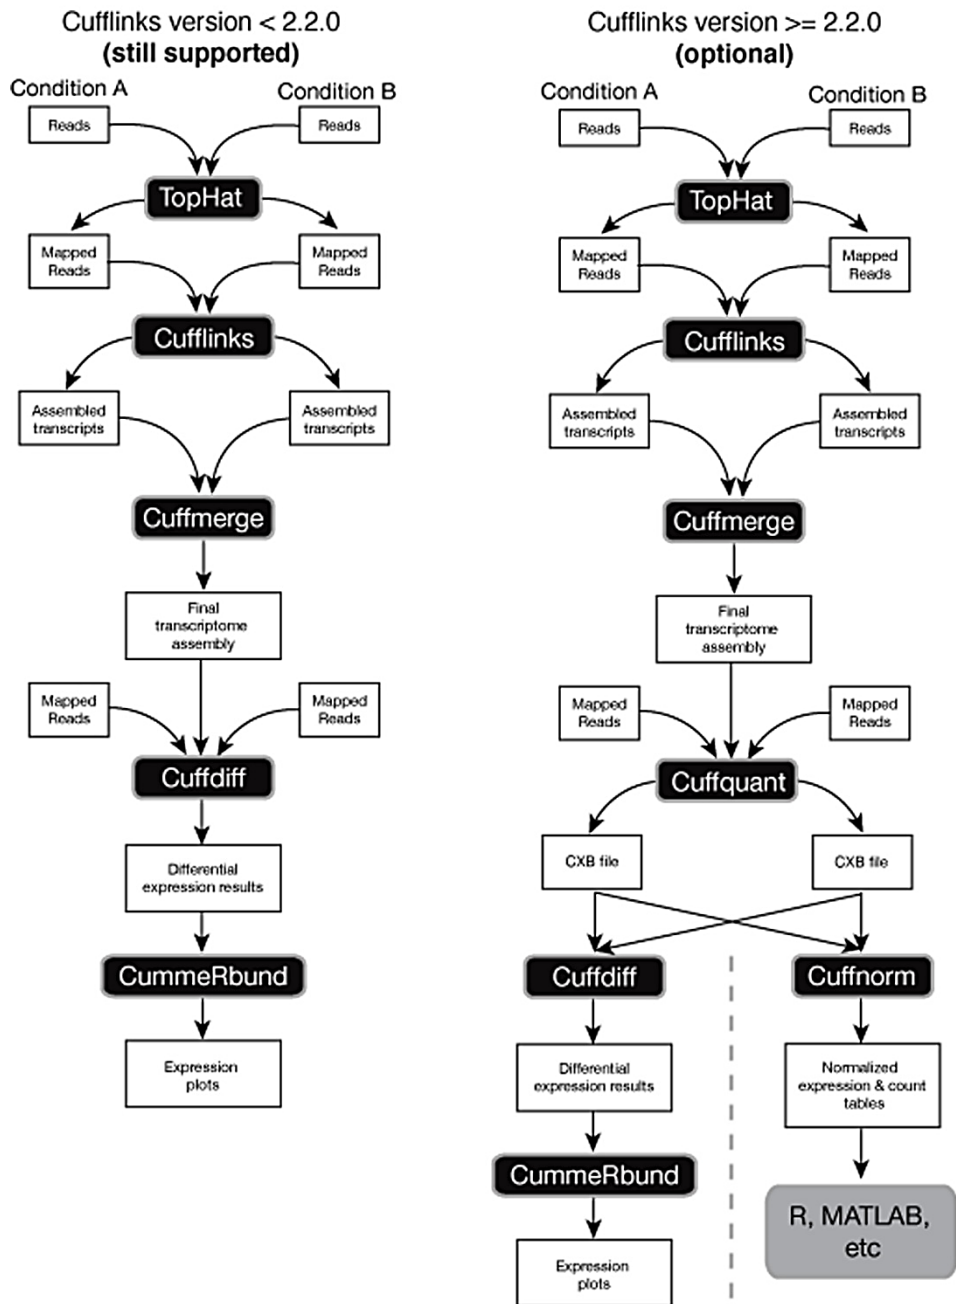 Cufflinks version < 2.2.0
(still supported)
Condition A
Condition B
Reads
Reads
TopHat
Mapped
Reads
Mapped
Reads
Cufflinks
Assembled
transcripts
Assembled
transcripts
Cuffmerge
Final
transcriptome
assembly
Mapped
Reads
Mapped
Reads
Cuffdiff
Differential
expression results
CummeRbund
Expression
plots
Cufflinks version >= 2.2.0
(optional)
Condition A
Condition B
Reads
Reads
TopHat
Mapped
Reads
Mapped
Reads
Cufflinks
Assembled
transcripts
Assembled
transcripts
Cuffmerge
Final
transcriptome
assembly
Mapped
Reads
Mapped
Reads
Cuffquant
CXB file
CXB file
Cuffdiff
Differential
expression results
CummeRbund
Expression
plots
Cuffnorm
Normalized
expression & count
tables
R, MATLAB,
etc